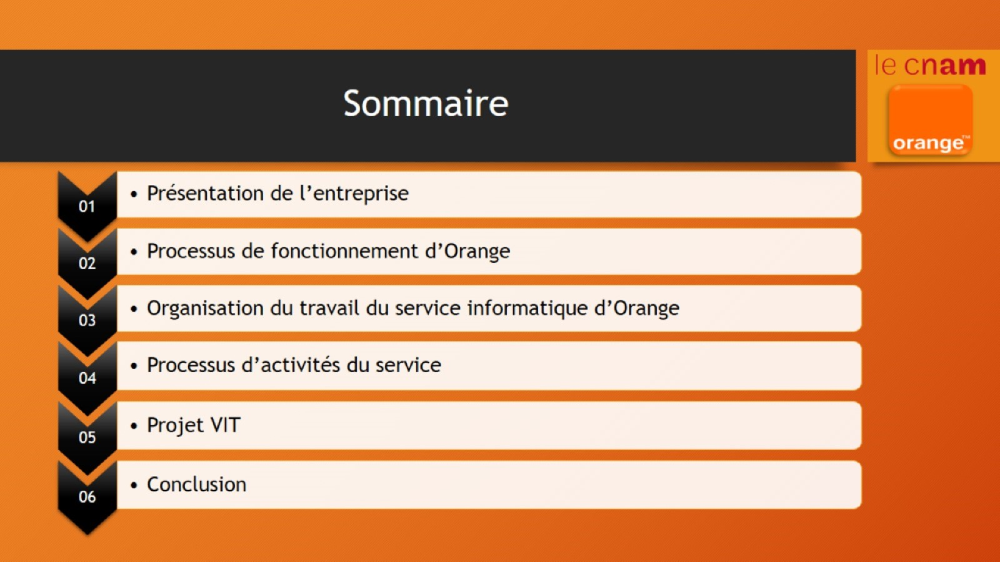 Sommaire
le cnam
orange™
01
• Présentation de l’entreprise
02
• Processus de fonctionnement d’Orange
03
• Organisation du travail du service informatique d’Orange
04
• Processus d’activités du service
05
• Projet VIT
06
• Conclusion